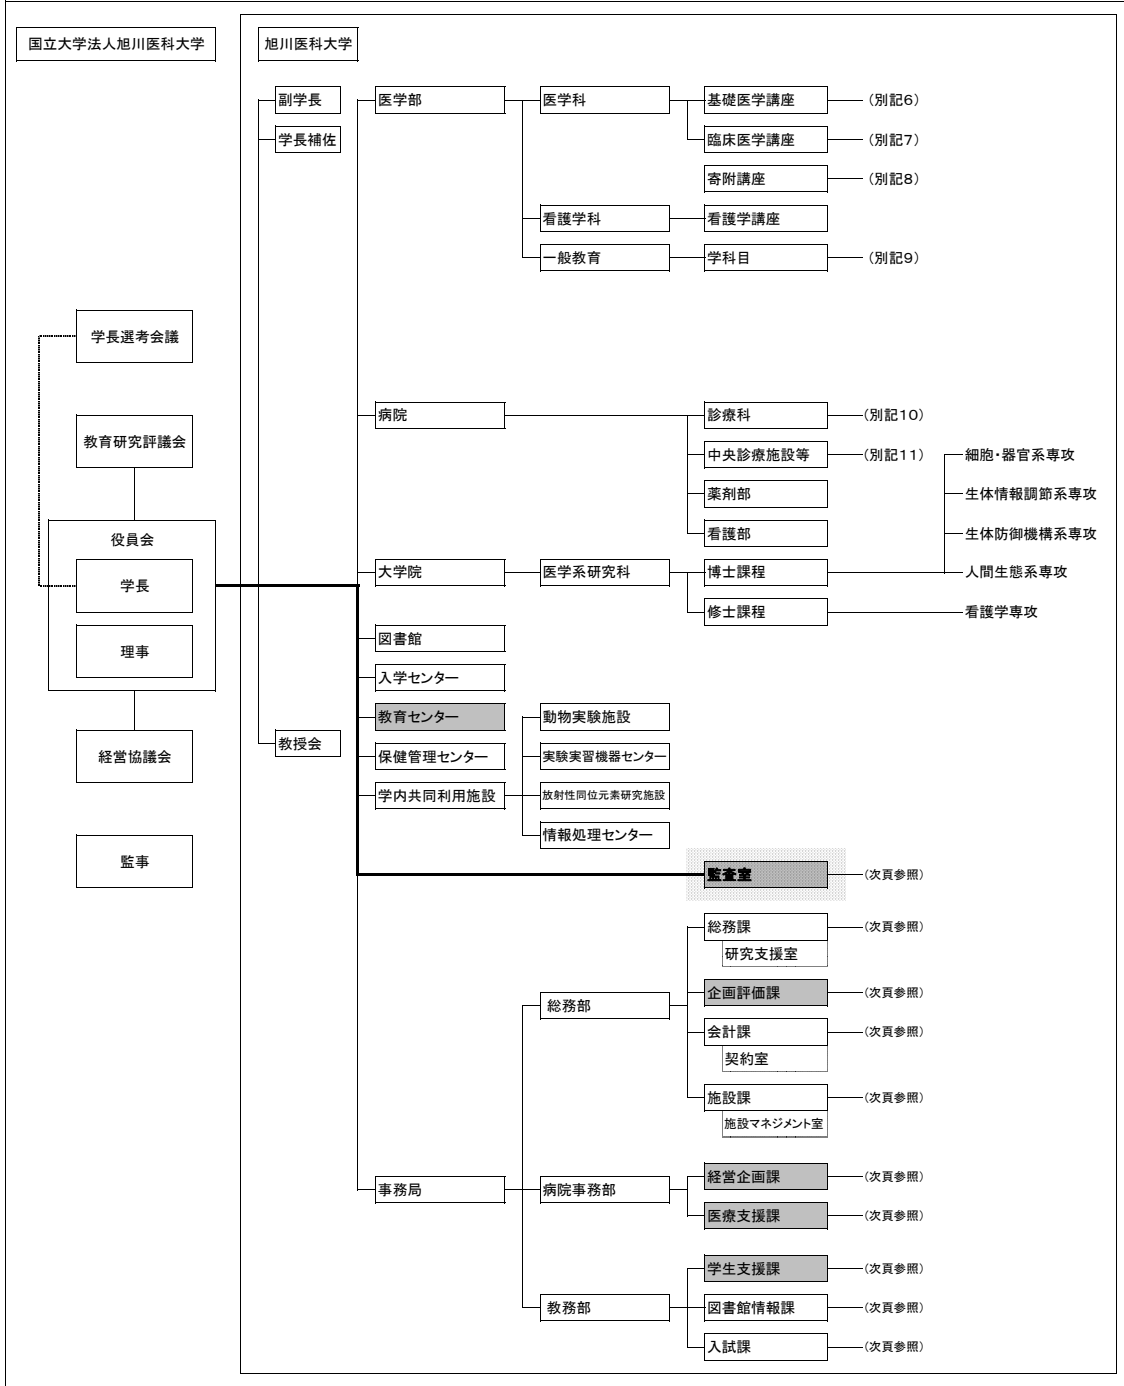 国立大学法人旭川医科大学
旭川医科大学
副学長
医学部
医学科
基礎医学講座
(別記6)
学長補佐
臨床医学講座
(別記7)
寄附講座
(別記8)
看護学科
看護学講座
一般教育
学科目
(別記9)
学長選考会議
病院
診療科
(別記10)
教育研究評議会
中央診療施設等
(別記11)
細胞・器官系専攻
薬剤部
生体情報調節系専攻
役員会
看護部
生体防御機構系専攻
学長
大学院
医学系研究科
博士課程
人間生態系専攻
修士課程
看護学専攻
理事
図書館
入学センター
教育センター
動物実験施設
教授会
経営協議会
保健管理センター
実験実習機器センター
学内共同利用施設
放射性同位元素研究施設
情報処理センター
監事
監査室
(次頁参照)
総務課
(次頁参照)
研究支援室
総務部
企画評価課
(次頁参照)
会計課
(次頁参照)
契約室
施設課
(次頁参照)
施設マネジメント室
事務局
病院事務部
経営企画課
(次頁参照)
医療支援課
(次頁参照)
学生支援課
(次頁参照)
教務部
図書館情報課
(次頁参照)
入試課
(次頁参照)